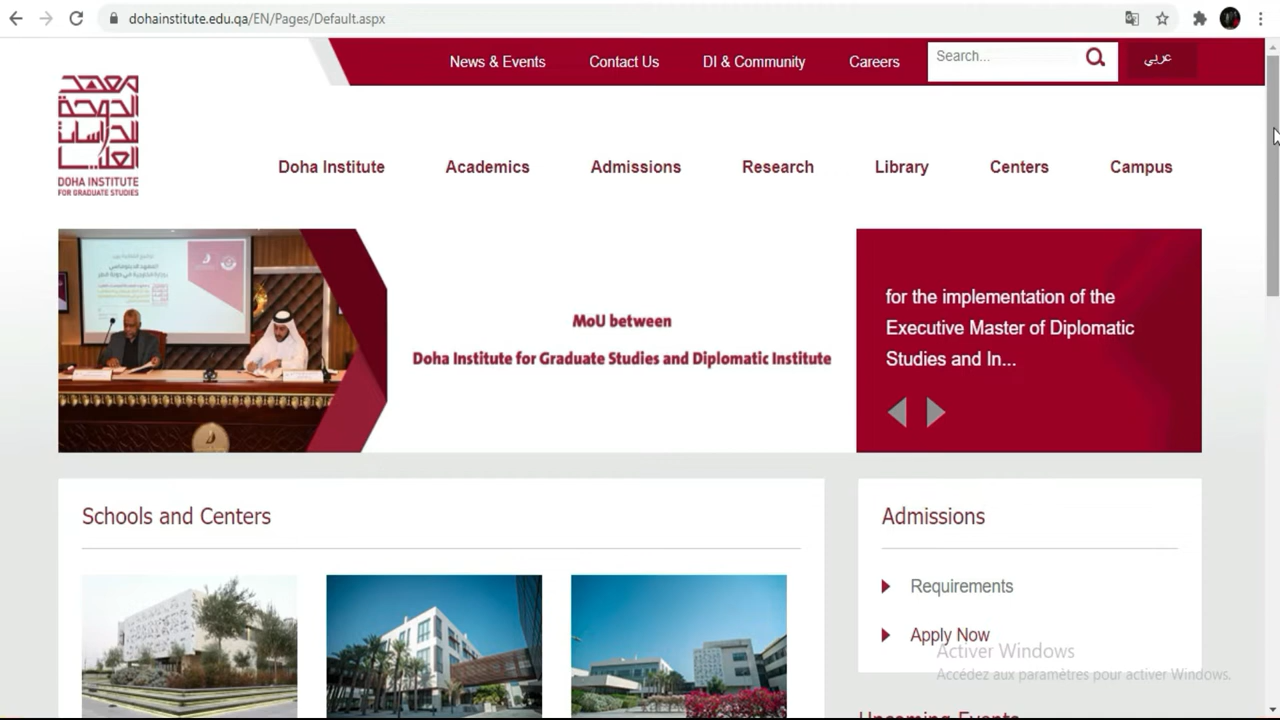 dohainstitute.edu.qa/EN/Pages/Default.aspx
News & Events
Contact Us
DI & Community
Careers
Search...
عربي
معهد
الدوحة
للدراسات
العليا
DOHA INSTITUTE
FOR GRADUATE STUDIES
Doha Institute
Academics
Admissions
Research
Library
Centers
Campus
MoU between
Doha Institute for Graduate Studies and Diplomatic Institute
for the implementation of the
Executive Master of Diplomatic
Studies and In...
Schools and Centers
Admissions
Requirements
Apply Now
Activer Windows
Accédez aux paramètres pour activer Windows.
Upcoming Events